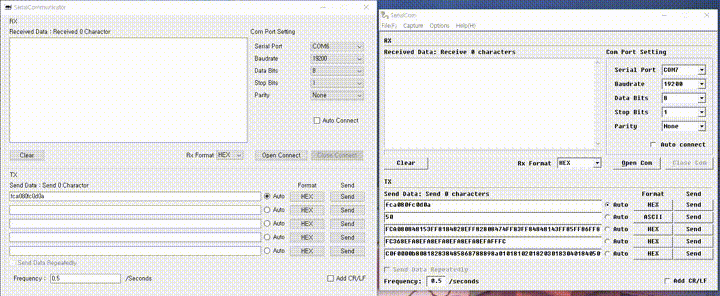 SerialCommunicator
RX
Received Data : Received 0 Charactor
Com Port Setting
Serial Port COM6
Baudrate 19200
Data Bits 8
Stop Bits 1
Parity None
Auto Connect
Clear
Rx Format HEX
Open Connect
Close Connect
TX
Send Data : Send 0 Charactor
Format
Send
fca080fc0d0a
Auto HEX Send
Auto HEX Send
Auto HEX Send
Auto HEX Send
Auto HEX Send
Send Data Repeatedly
Frequency : 0.5 /Seconds
Add CR/LF
SerialCom
File(F) Capture Options Help(H)
RX
Received Data: Receive 0 characters
Com Port Setting
Serial Port COM7
Baudrate 19200
Data Bits 8
Stop Bits 1
Parity None
Auto connect
Clear
Rx Format HEX
Open Com
Close Com
TX
Send Data: Send 0 characters
Format
Send
fca080fc0d0a Auto HEX Send
50 Auto ASCII Send
Auto HEX Send
Auto HEX Send
Auto HEX Send
Send Data Repeatedly
Frequency: 0.5 /seconds
Add CR/LF